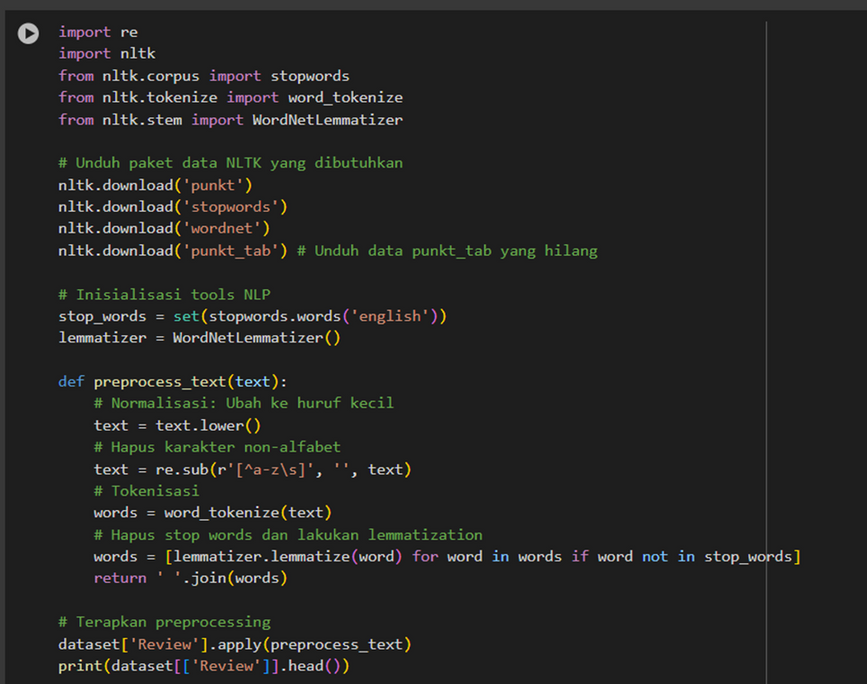 import re
import nltk
from nltk.corpus import stopwords
from nltk.tokenize import word_tokenize
from nltk.stem import WordNetLemmatizer
# Unduh paket data NLTK yang dibutuhkan
nltk.download('punkt')
nltk.download('stopwords')
nltk.download('wordnet')
nltk.download('punkt_tab') # Unduh data punkt_tab yang hilang
# Inisialisasi tools NLP
stop_words = set(stopwords.words('english'))
lemmatizer = WordNetLemmatizer()
def preprocess_text(text):
    # Normalisasi: Ubah ke huruf kecil
    text = text.lower()
    # Hapus karakter non-alfabet
    text = re.sub(r'[^a-z\s]', '', text)
    # Tokenisasi
    words = word_tokenize(text)
    # Hapus stop words dan lakukan lemmatization
    words = [lemmatizer.lemmatize(word) for word in words if word not in stop_words]
    return ' '.join(words)
# Terapkan preprocessing
dataset['Review'].apply(preprocess_text)
print(dataset[['Review']].head())